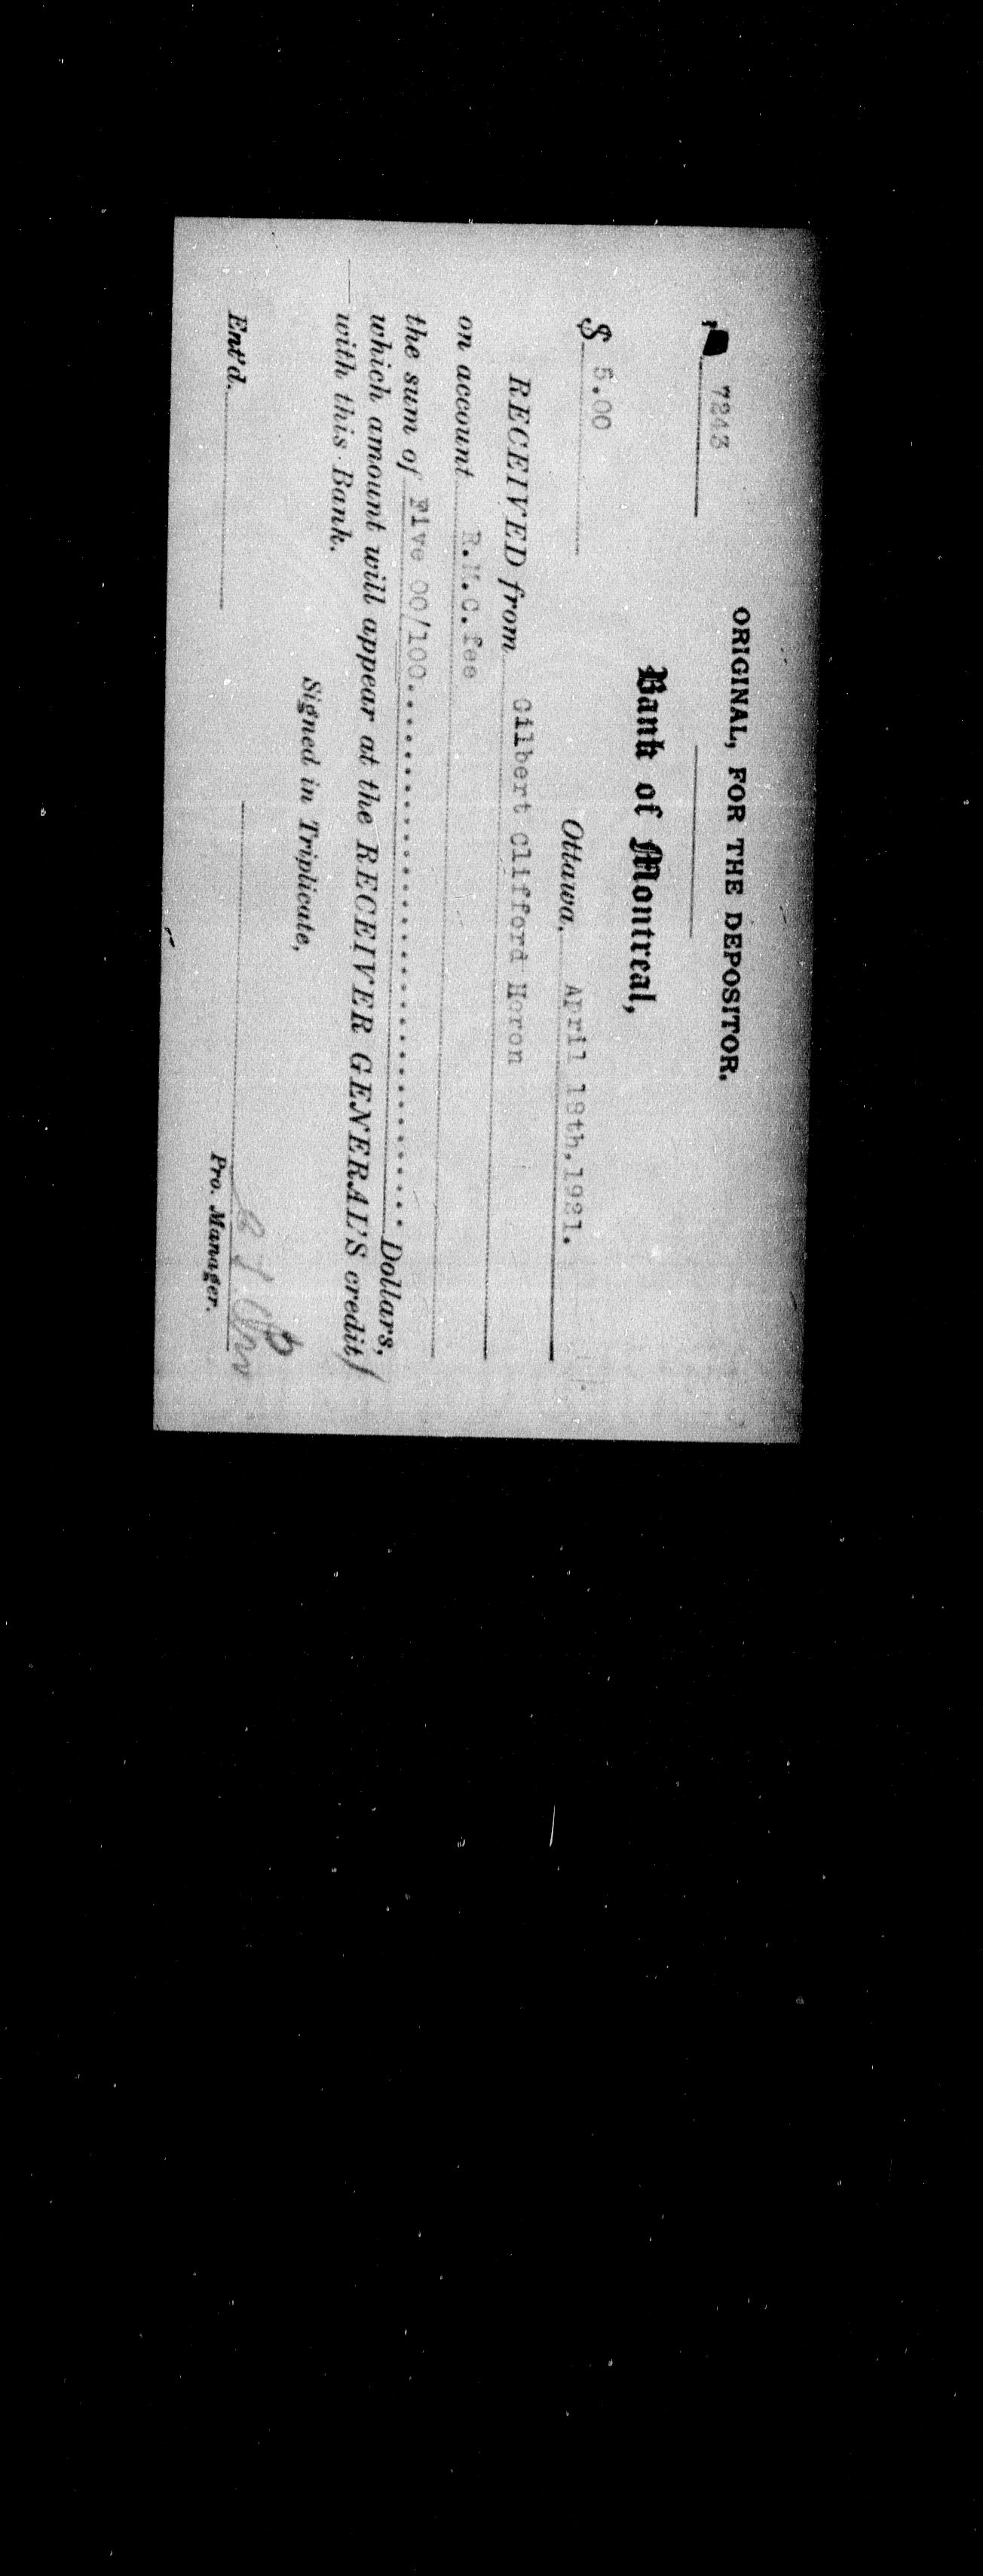 7243
ORIGINAL, FOR THE DEPOSITOR.
Bank of Montreal,
$ 5.00 Ottawa, April 18th.1921.
RECEIVED from Gilbert Clifford Horon
on account R.M.C. fee
the sum of Five 00/100.............................. Dollars,
which amount will appear at the RECEIVER GENERAL'S credit
with this Bank.
Signed in Triplicate,
Ent'd.
Pro. Manager.